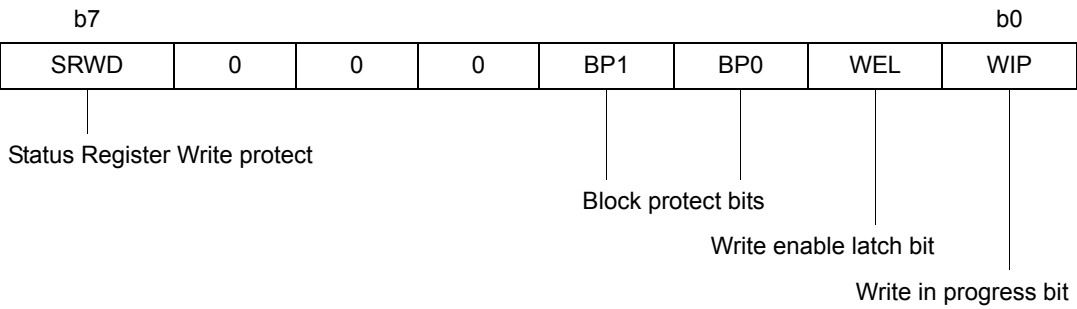 b7 b0
SRWD 0 0 0 BP1 BP0 WEL WIP
Status Register Write protect
Block protect bits
Write enable latch bit
Write in progress bit